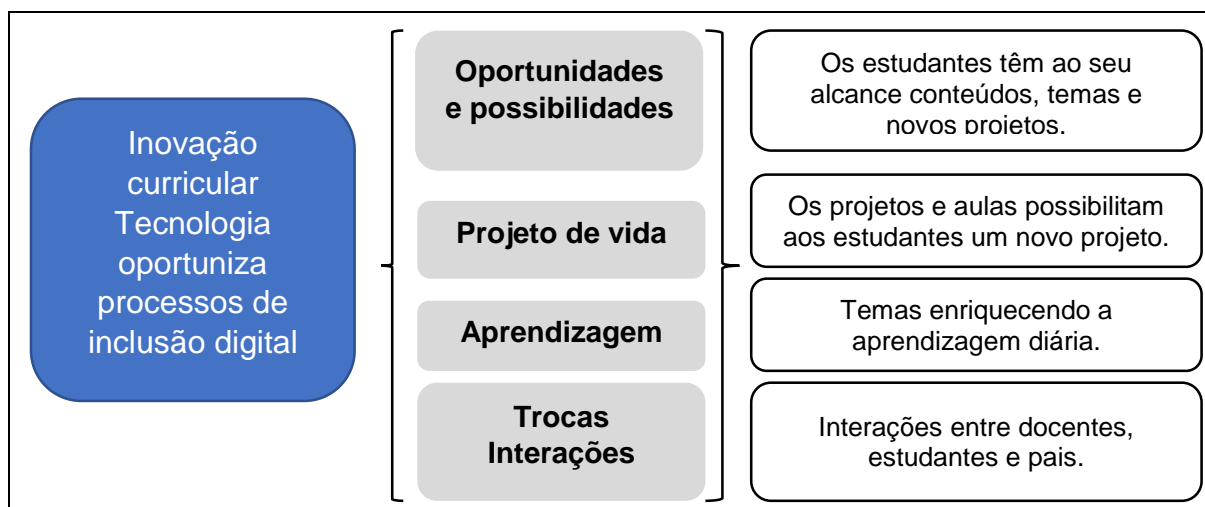 Inovação
curricular
Tecnologia
oportuniza
processos de
inclusão digital
Oportunidades
e possibilidades
Os estudantes têm ao seu
alcance conteúdos, temas e
novos projetos.
Projeto de vida
Os projetos e aulas possibilitam
aos estudantes um novo projeto.
Aprendizagem
Temas enriquecendo a
aprendizagem diária.
Trocas
Interações
Interações entre docentes,
estudantes e pais.